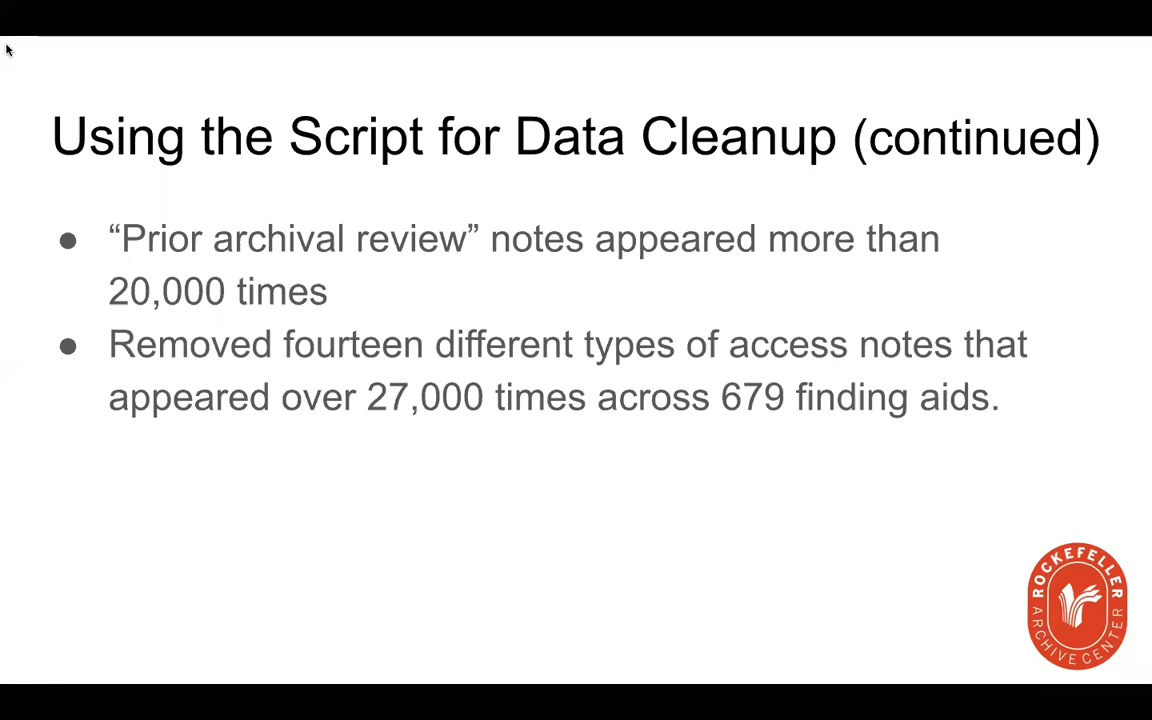 Using the Script for Data Cleanup (continued)
● “Prior archival review” notes appeared more than
20,000 times
● Removed fourteen different types of access notes that
appeared over 27,000 times across 679 finding aids.
ROCKEFELLER
ARCHIVE CENTER